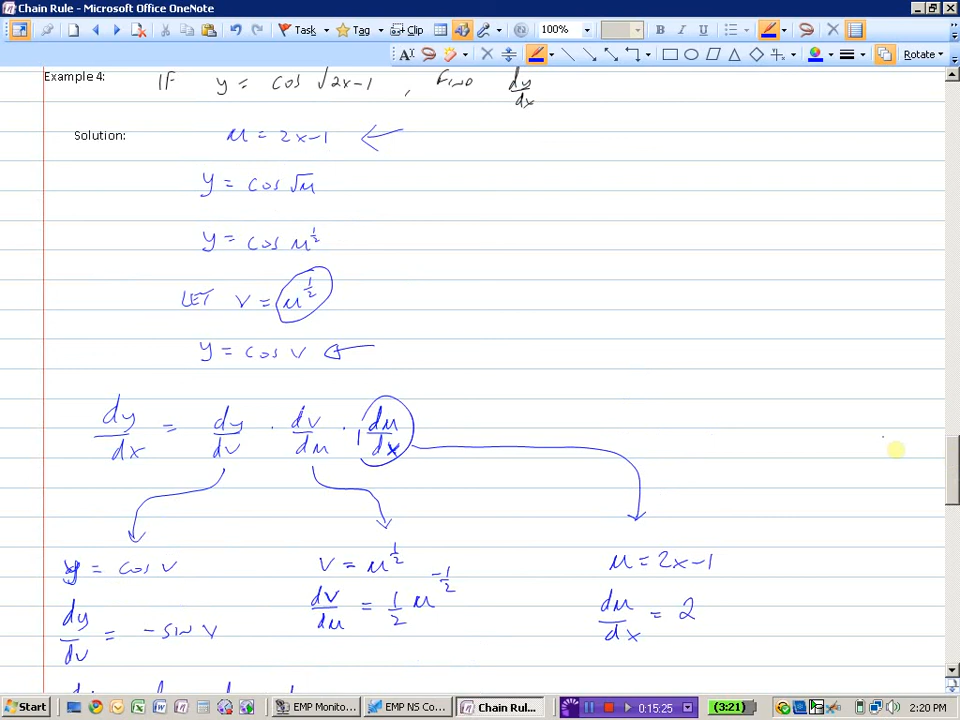 Chain Rule - Microsoft Office OneNote
Task Tag Clip 100% B I U
Rotate
Example 4: IF y = cos √2x-1 , FIND dy/dx
Solution: u = 2x-1
y = cos √u
y = cos u^1/2
LET v = u^1/2
y = cos v
dy/dx = dy/dv · dv/du · du/dx
y = cos v v = u^1/2 u = 2x-1
dy/dv = -sin v dv/du = 1/2 u^-1/2 du/dx = 2
0:15:25
Start EMP Monito... EMP NS Co... Chain Rul... (3:21) 2:20 PM